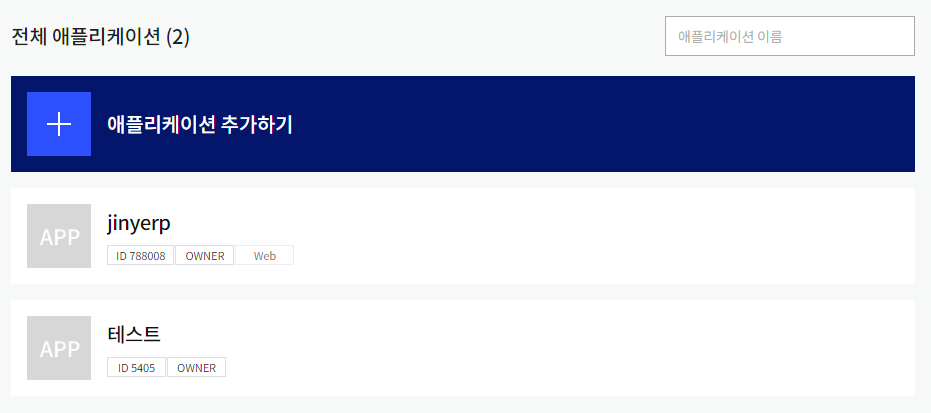 전체 애플리케이션 (2)
애플리케이션 이름
애플리케이션 추가하기
APP
jinyerp
ID 788008 OWNER Web
APP
테스트
ID 5405 OWNER